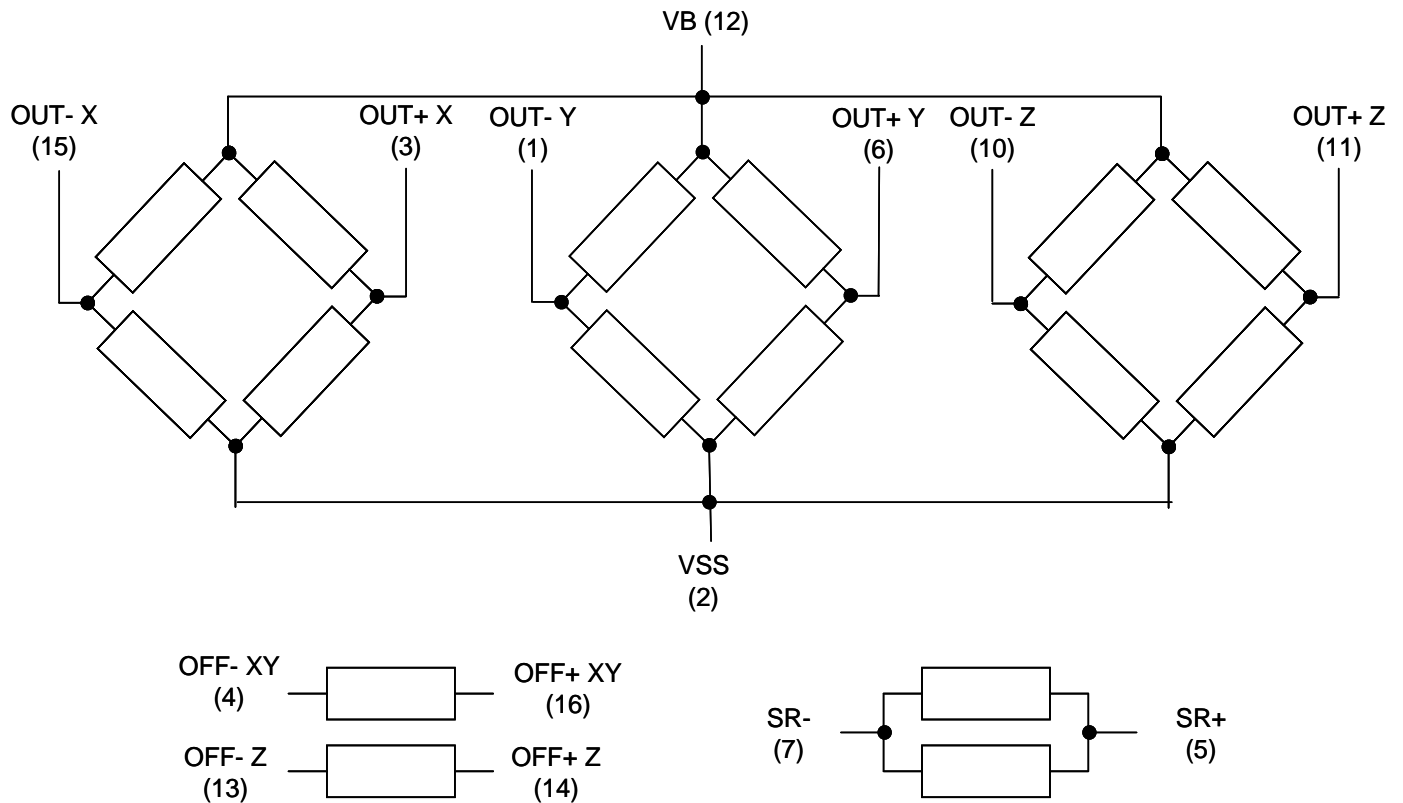 VB (12)
OUT- X
(15)
OUT+ X
(3)
OUT- Y
(1)
OUT+ Y
(6)
OUT- Z
(10)
OUT+ Z
(11)
VSS
(2)
OFF- XY
(4)
OFF+ XY
(16)
OFF- Z
(13)
OFF+ Z
(14)
SR-
(7)
SR+
(5)